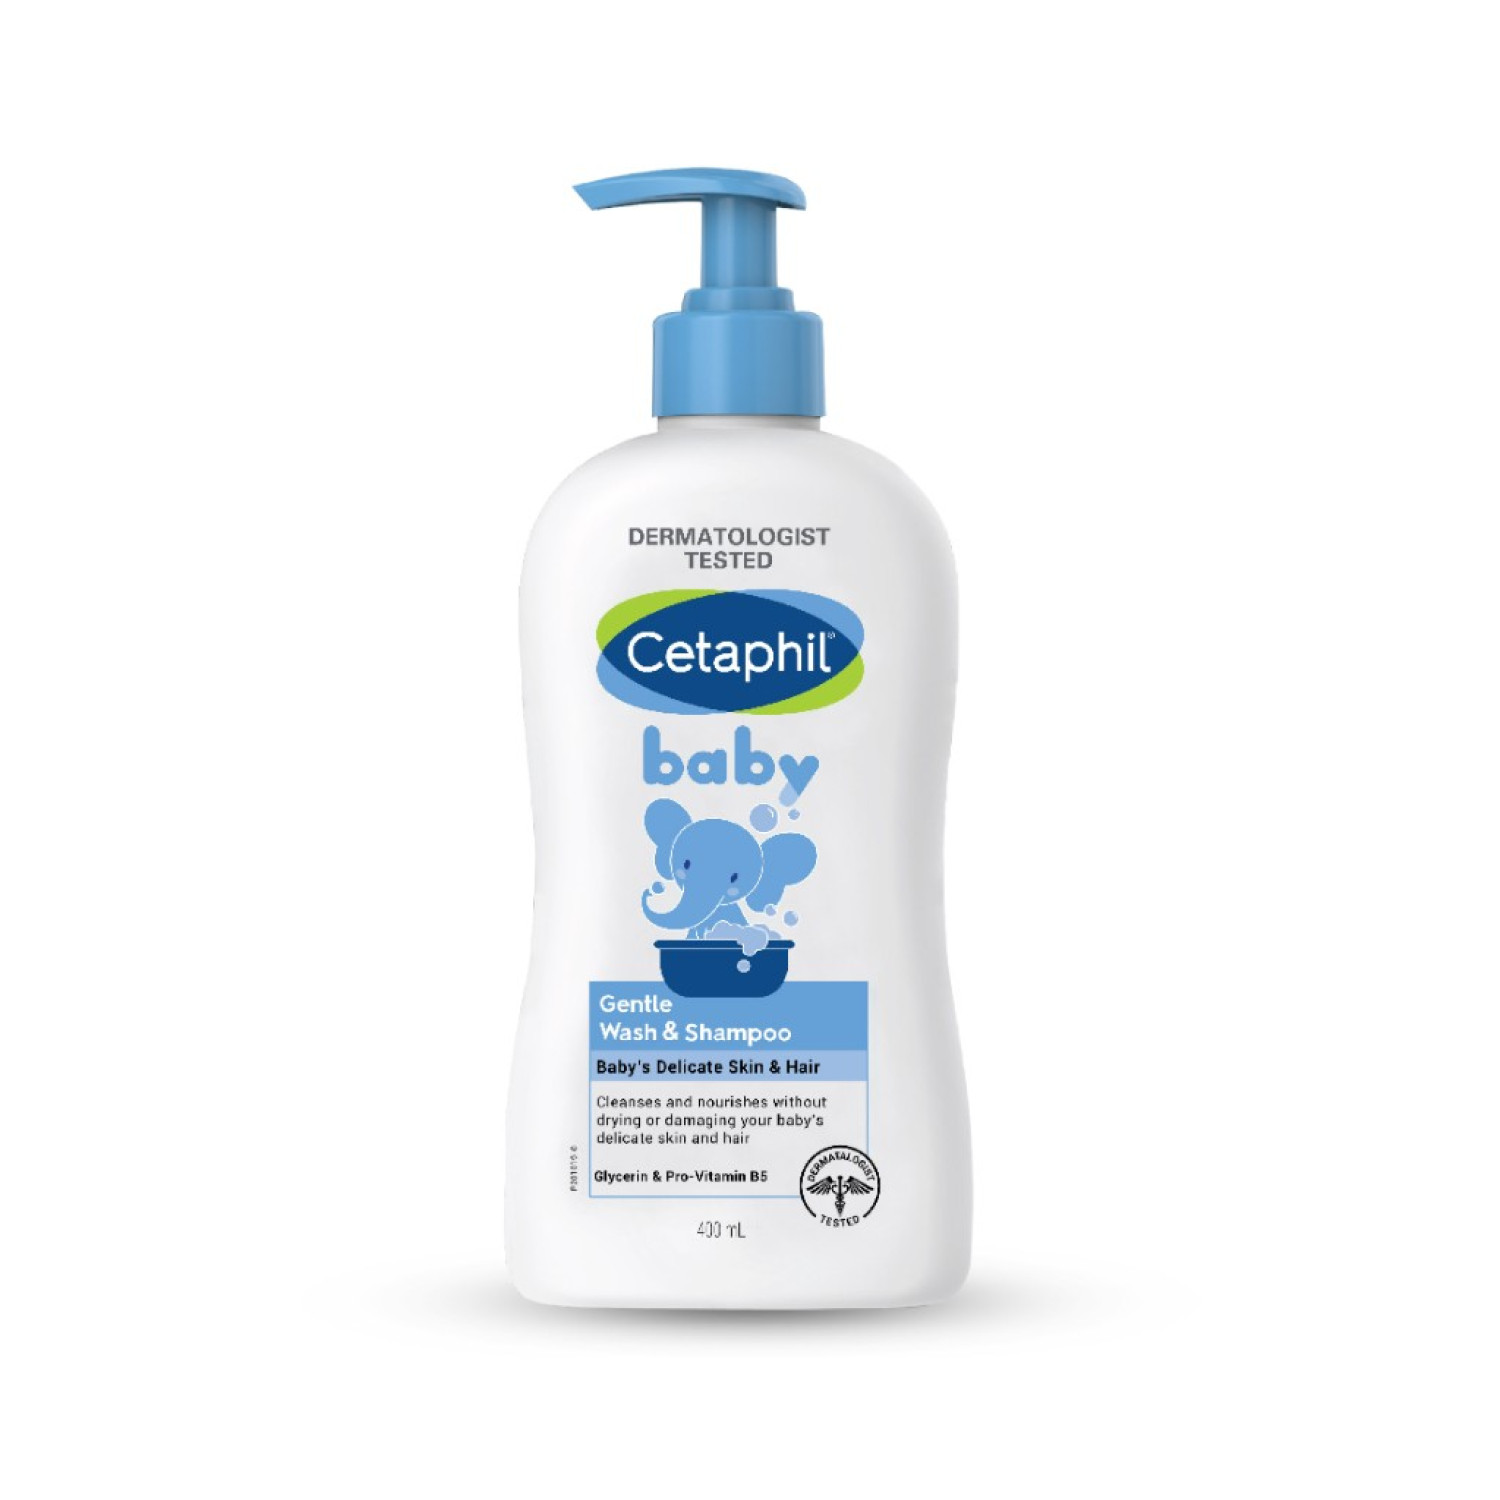 DERMATOLOGIST
TESTED
Cetaphil®
baby
Gentle
Wash & Shampoo
Baby's Delicate Skin & Hair
Cleanses and nourishes without
drying or damaging your baby's
delicate skin and hair
Glycerin & Pro-Vitamin B5
DERMATALOGIST
TESTED
400 mL